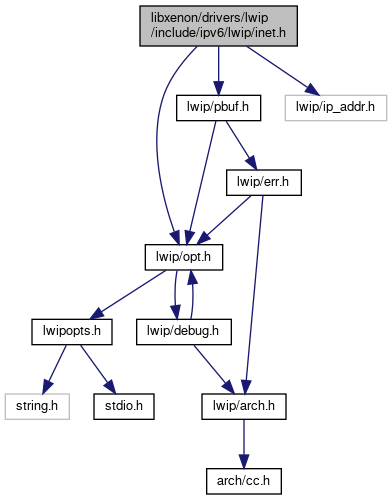 libxenon/drivers/lwip
/include/ipv6/lwip/inet.h
lwip/pbuf.h
lwip/ip_addr.h
lwip/err.h
lwip/opt.h
lwipopts.h
lwip/debug.h
string.h
stdio.h
lwip/arch.h
arch/cc.h